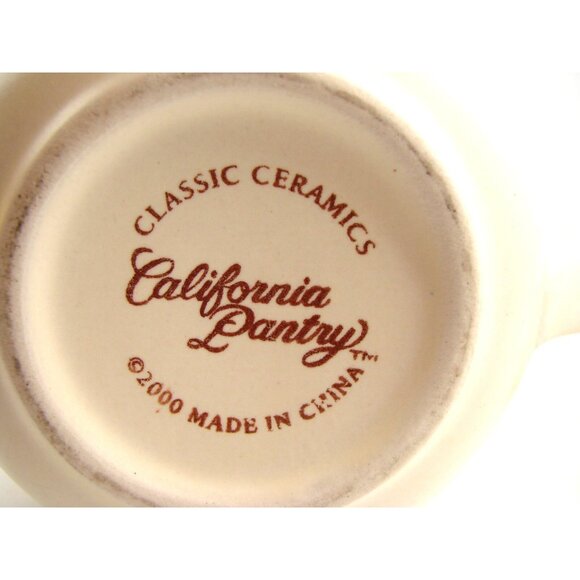 CLASSIC CERAMICS
California
Pantry™
©2000 MADE IN CHINA